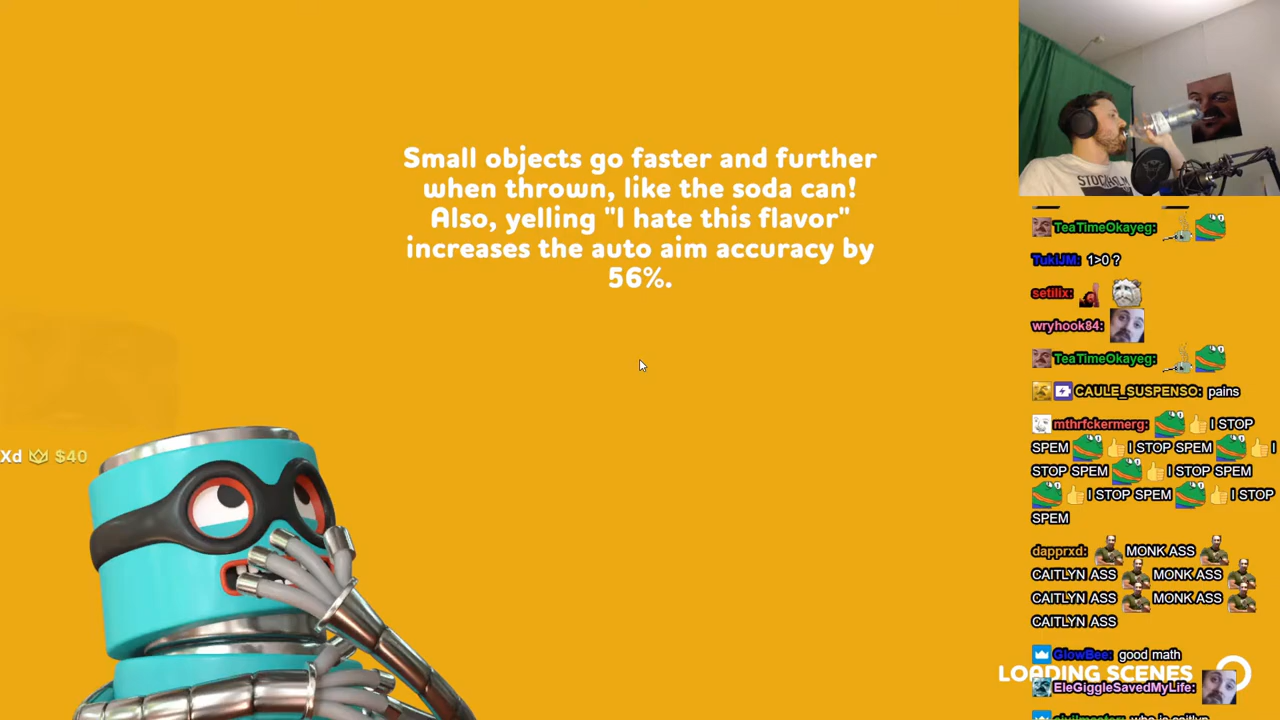 Small objects go faster and further
when thrown, like the soda can!
Also, yelling "I hate this flavor"
increases the auto aim accuracy by
56%.
Xd $40
STOCKHOLM
TeaTimeOkayeg:
TukiJM: 1>0 ?
setilix:
wryhook84:
TeaTimeOkayeg:
CAULE_SUSPENSO: pains
mthrfckermerg: I STOP
SPEM I STOP SPEM I
STOP SPEM I STOP SPEM
I STOP SPEM I STOP
SPEM
dapprxd: MONK ASS
CAITLYN ASS MONK ASS
CAITLYN ASS MONK ASS
CAITLYN ASS
GlowBee: good math
LOADING SCENES
EleGiggleSavedMyLife: